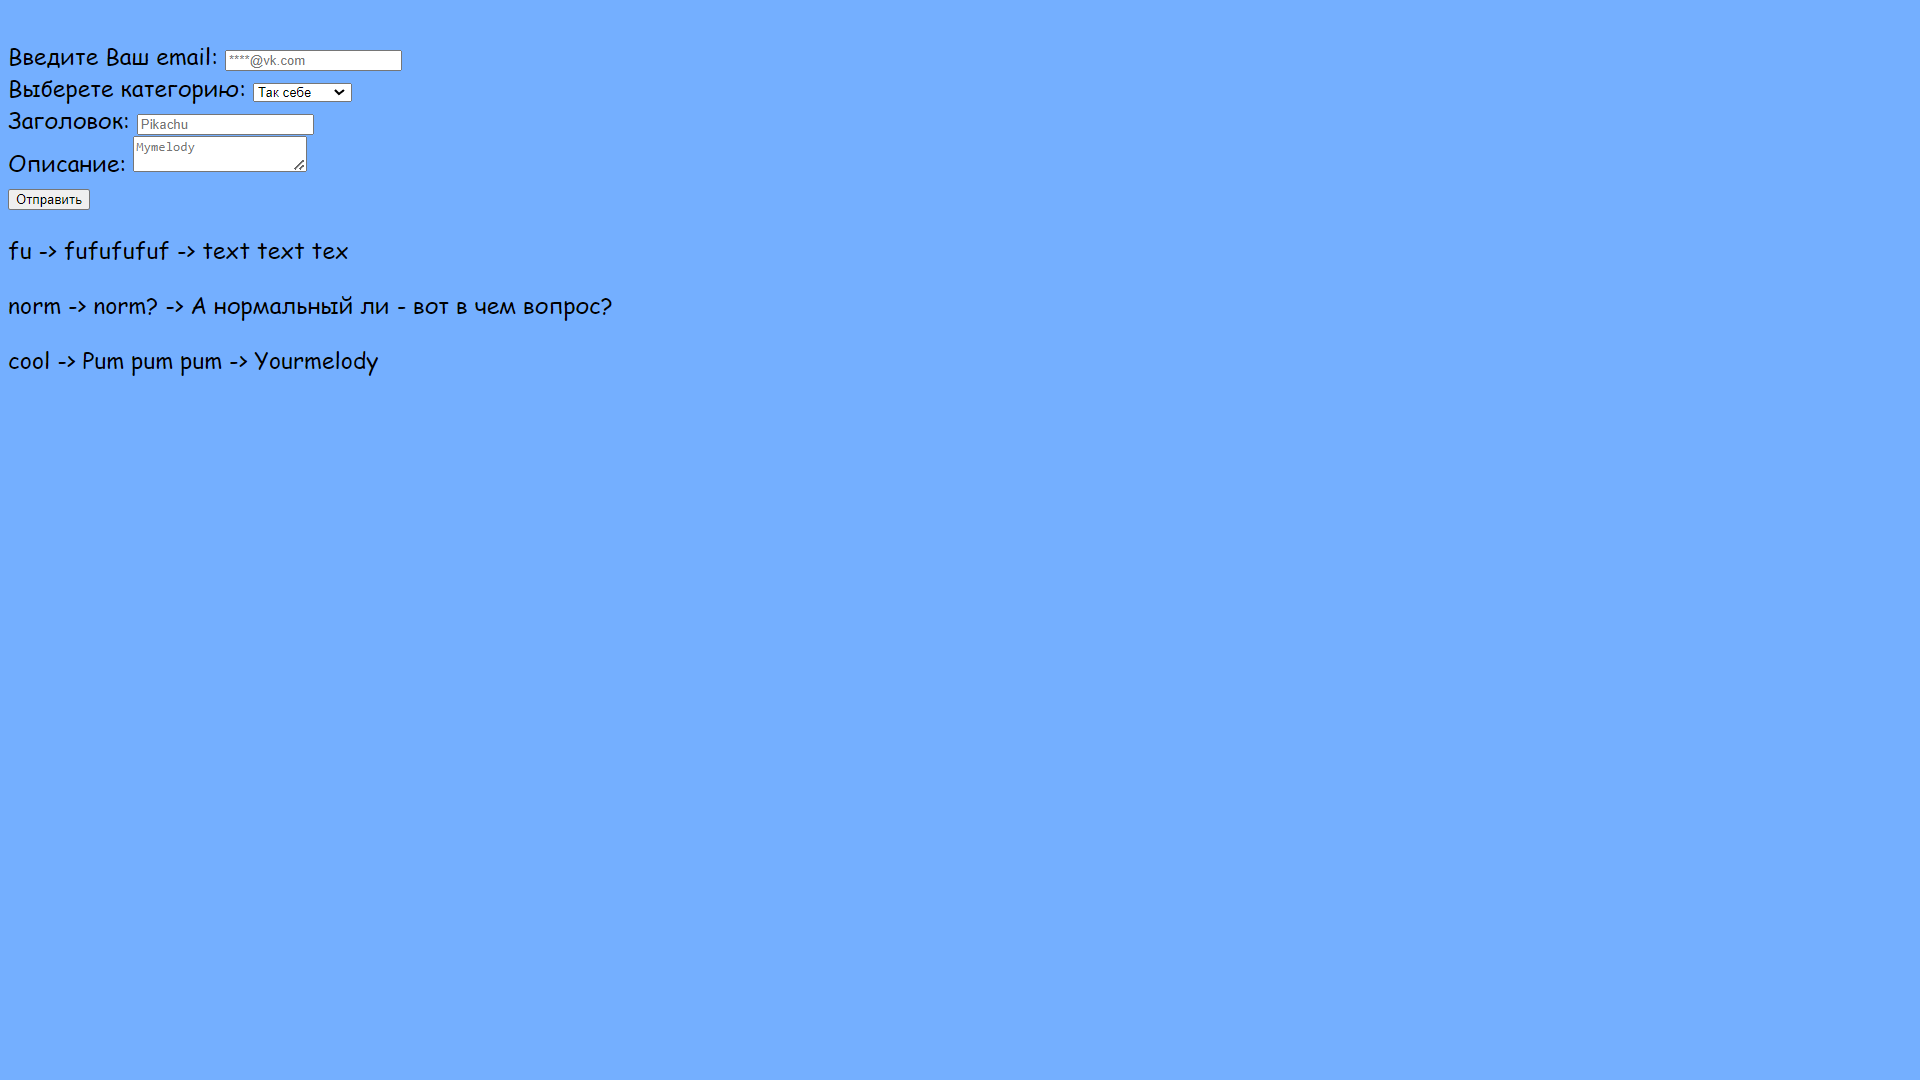 Введите Ваш email: ****@vk.com
Выберете категорию: Так себе
Заголовок: Pikachu
Описание: Mymelody
Отправить
fu -> fufufufuf -> text text tex
norm -> norm? -> А нормальный ли - вот в чем вопрос?
cool -> Pum pum pum -> Yourmelody